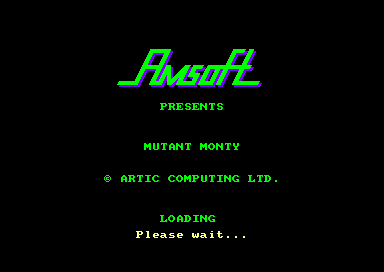 Amsoft
PRESENTS
MUTANT MONTY
© ARTIC COMPUTING LTD.
LOADING
Please wait...